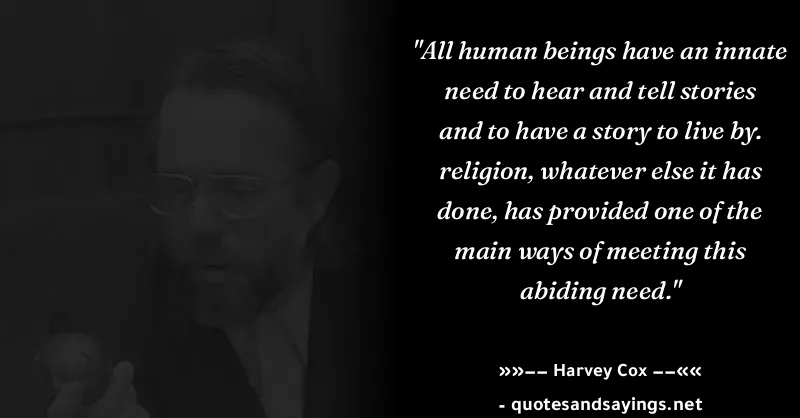 "All human beings have an innate
need to hear and tell stories
and to have a story to live by.
religion, whatever else it has
done, has provided one of the
main ways of meeting this
abiding need."
»»–– Harvey Cox ––««
- quotesandsayings.net